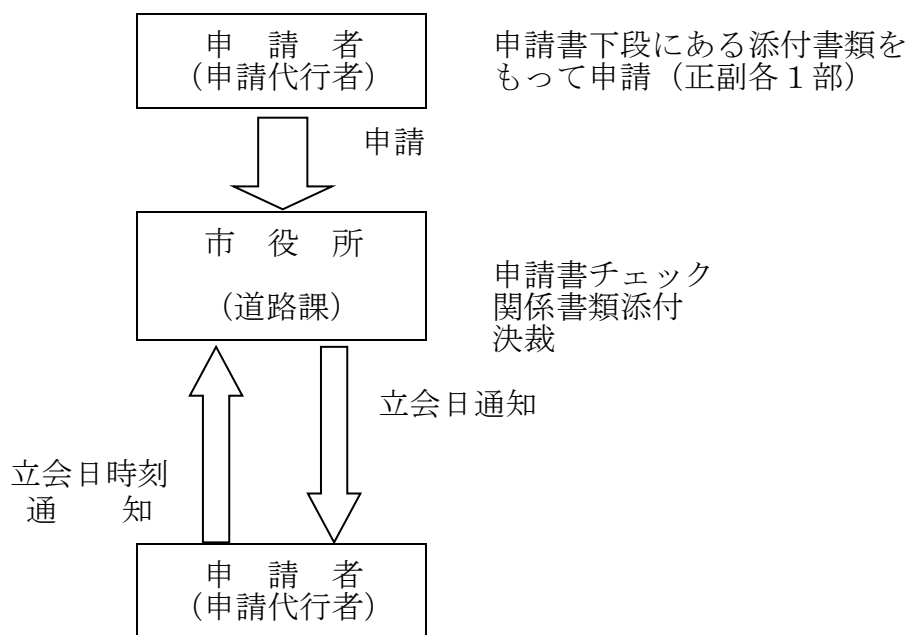 申　請　者
（申請代行者）
申請書下段にある添付書類を
もって申請（正副各１部）
申請
市　役　所
（道路課）
申請書チェック
関係書類添付
決裁
立会日通知
立会日時刻
通　　知
申　請　者
（申請代行者）